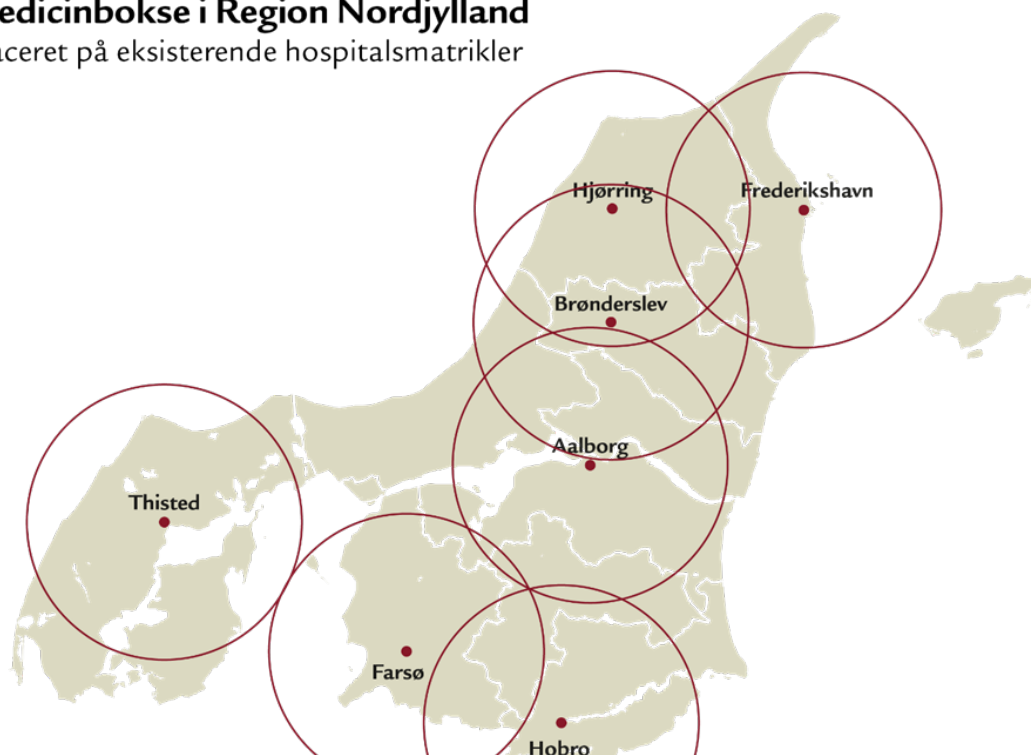 edicinbokse i Region Nordjylland
aceret på eksisterende hospitalsmatrikler
Hjørring
Frederikshavn
Brønderslev
Aalborg
Thisted
Farsø
Hobro